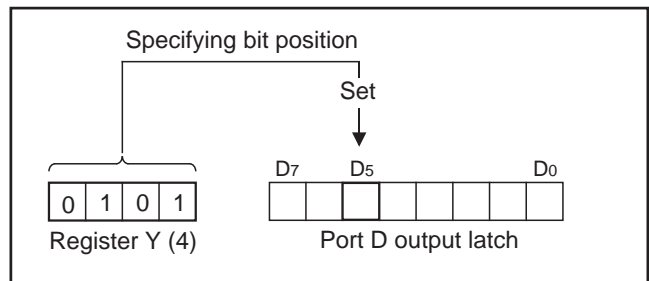 Specifying bit position
Set
D7 D5 D0
0 1 0 1
Register Y (4) Port D output latch